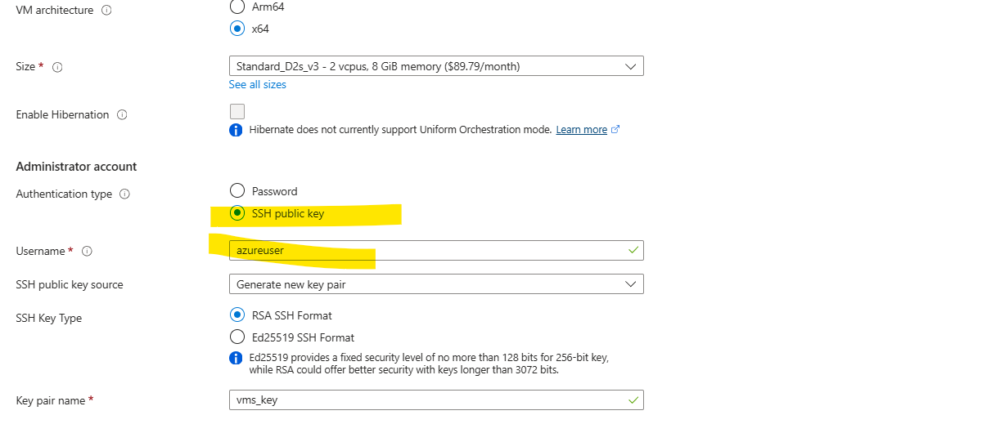 VM architecture
Arm64
x64
Size *
Standard_D2s_v3 - 2 vcpus, 8 GiB memory ($89.79/month)
See all sizes
Enable Hibernation
Hibernate does not currently support Uniform Orchestration mode. Learn more
Administrator account
Authentication type
Password
SSH public key
Username *
azureuser
SSH public key source
Generate new key pair
SSH Key Type
RSA SSH Format
Ed25519 SSH Format
Ed25519 provides a fixed security level of no more than 128 bits for 256-bit key,
while RSA could offer better security with keys longer than 3072 bits.
Key pair name *
vms_key